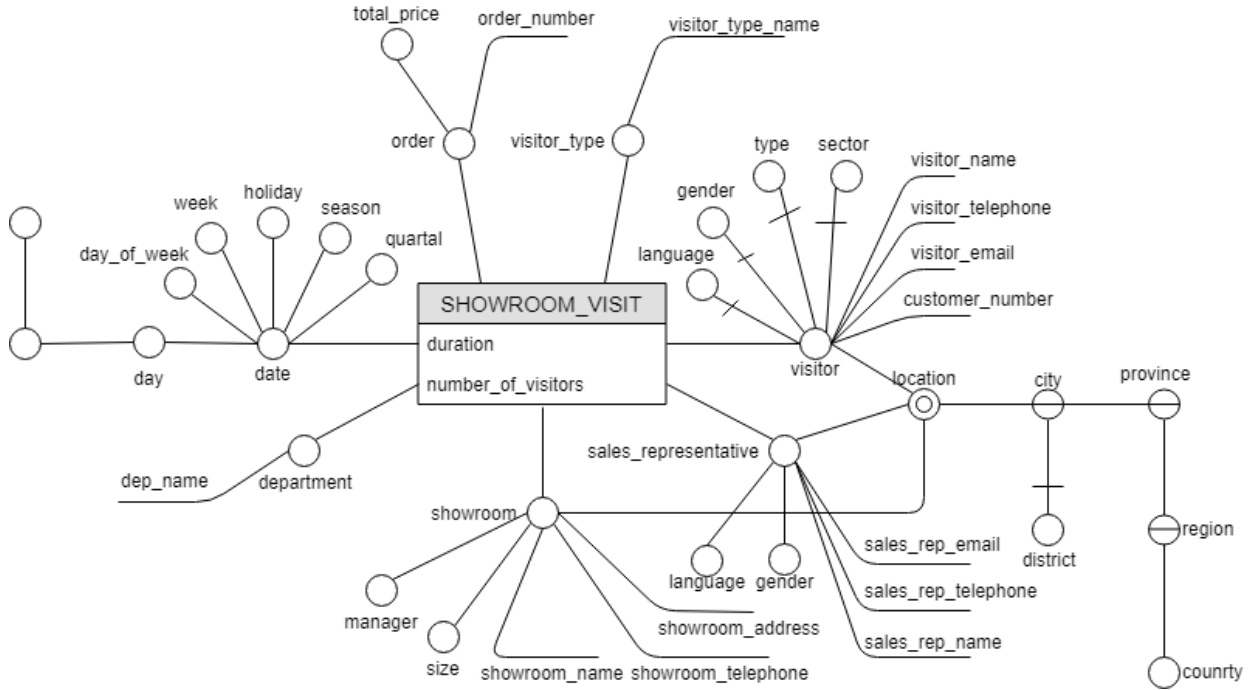 total_price
order_number
visitor_type_name
order
visitor_type
type
sector
visitor_name
gender
visitor_telephone
language
visitor_email
customer_number
week
holiday
season
day_of_week
quartal
SHOWROOM_VISIT
duration
number_of_visitors
day
date
visitor
location
city
province
dep_name
department
sales_representative
showroom
region
district
sales_rep_email
language
gender
sales_rep_telephone
manager
showroom_address
sales_rep_name
size
showroom_name
showroom_telephone
counrty